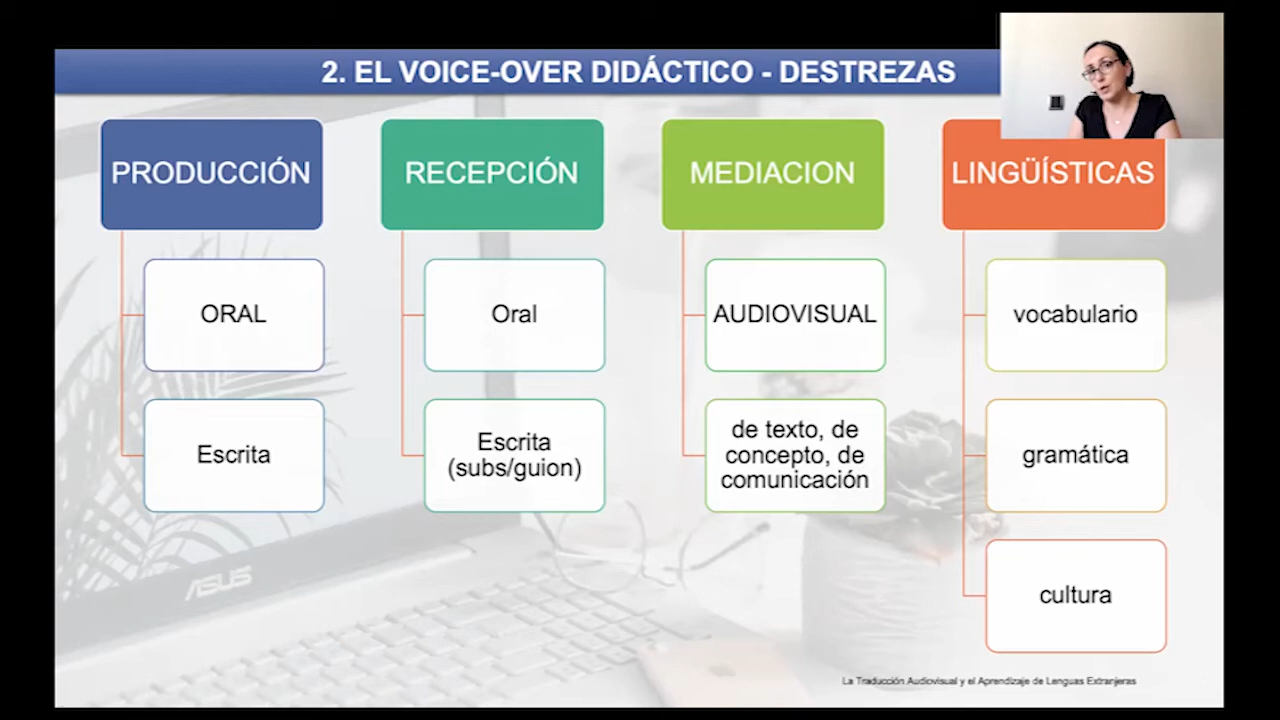 2. EL VOICE-OVER DIDÁCTICO - DESTREZAS
PRODUCCIÓN
ORAL
Escrita
RECEPCIÓN
Oral
Escrita
(subs/guion)
MEDIACION
AUDIOVISUAL
de texto, de
concepto, de
comunicación
LINGÜÍSTICAS
vocabulario
gramática
cultura
ASUS
La Traducción Audiovisual y el Aprendizaje de Lenguas Extranjeras